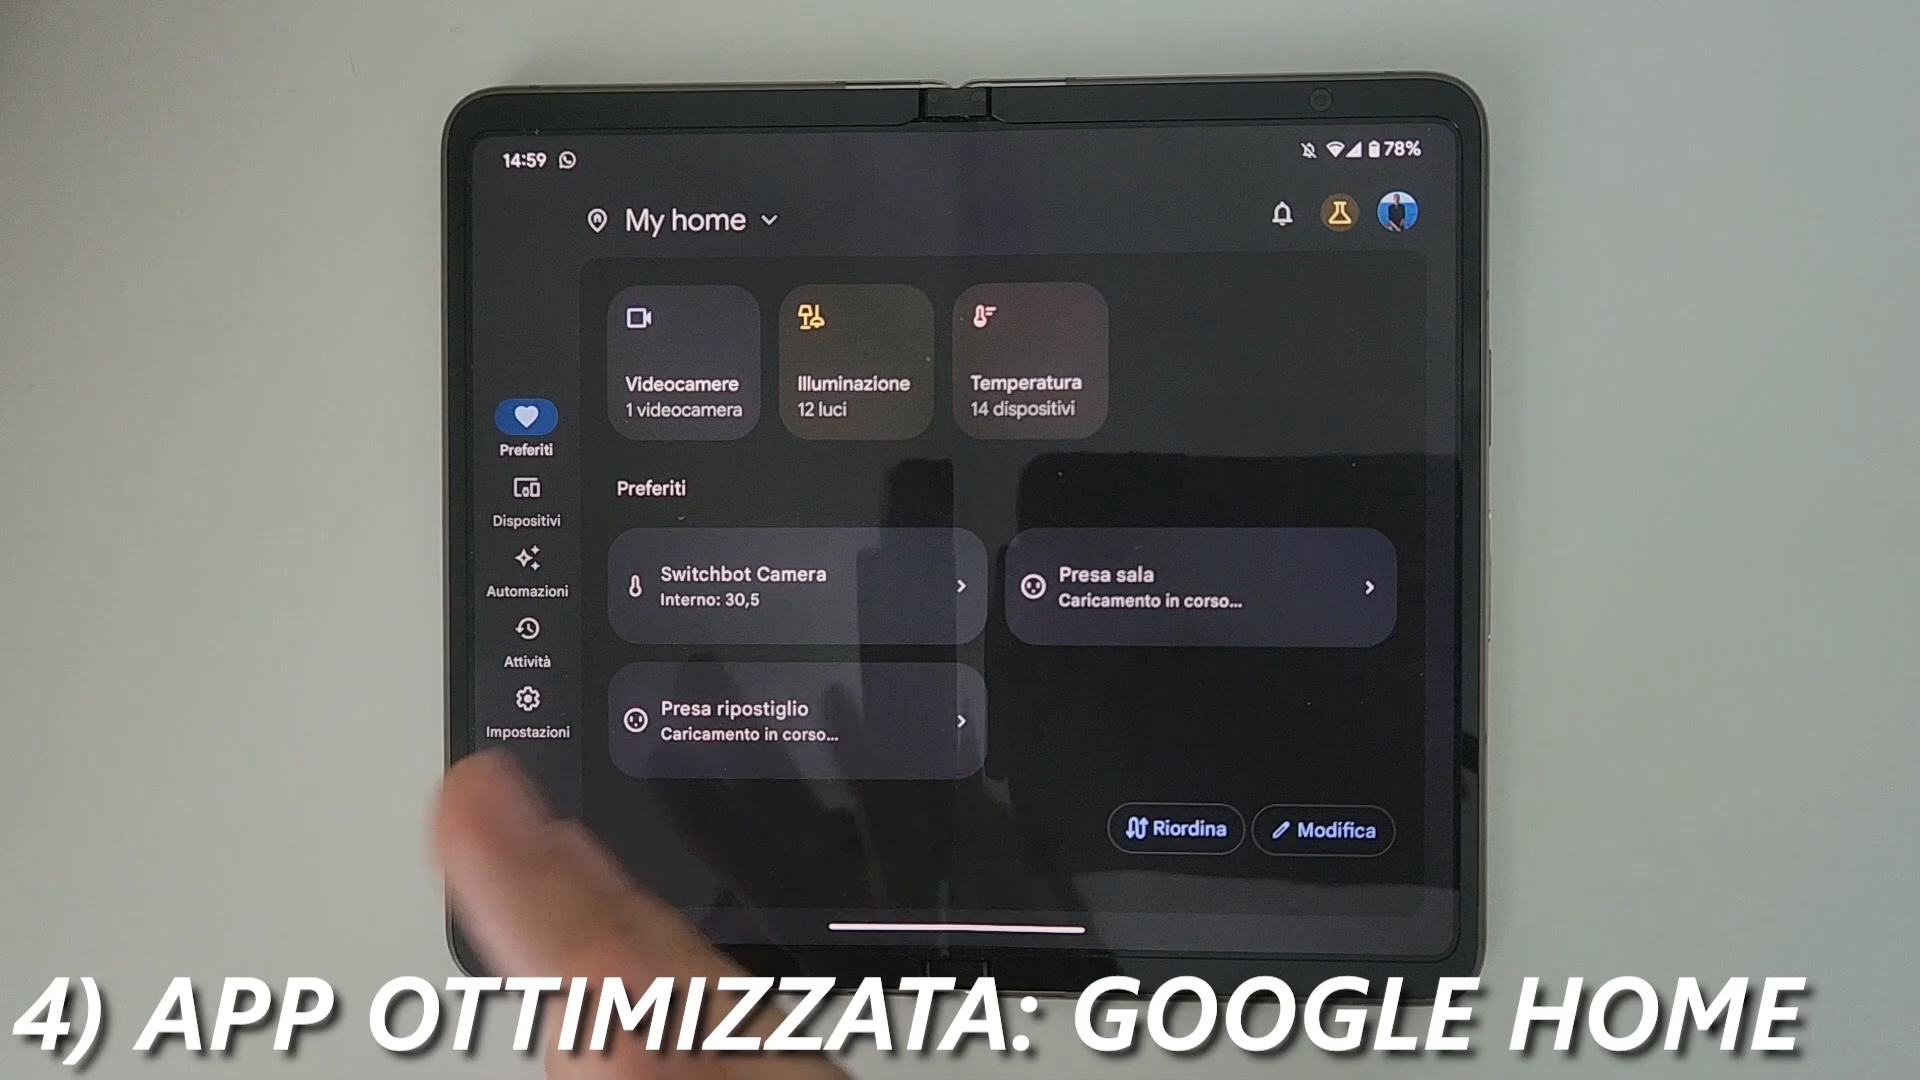 14:59
78%
My home
Videocamere
1 videocamera
Illuminazione
12 luci
Temperatura
14 dispositivi
Preferiti
Dispositivi
Automazioni
Attività
Impostazioni
Preferiti
Switchbot Camera
Interno: 30,5
Presa sala
Caricamento in corso...
Presa ripostiglio
Caricamento in corso...
Riordina
Modifica
4) APP OTTIMIZZATA: GOOGLE HOME